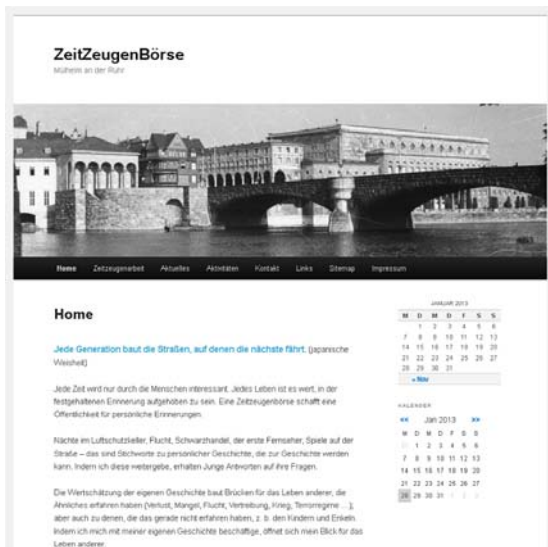 ZeitZeugenBörse
Mülheim an der Ruhr
Home Zeitzeugenarbeit Aktuelles Aktivitäten Kontakt Links Sitemap Impressum
Home
Jede Generation baut die Straßen, auf denen die nächste fährt. (japanische
Weisheit)
Jede Zeit wird nur durch die Menschen interessant. Jedes Leben ist es wert, in der
festgehaltenen Erinnerung aufgehoben zu sein. Eine Zeitzeugenbörse schafft eine
Öffentlichkeit für persönliche Erinnerungen.
Nächte im Luftschutzkeller, Flucht, Schwarzhandel, der erste Fernseher, Spiele auf der
Straße – das sind Stichworte zu persönlicher Geschichte, die zur Geschichte werden
kann. Indem ich diese weitergebe, erhalten Junge Antworten auf ihre Fragen.
Die Wertschätzung der eigenen Geschichte baut Brücken für das Leben anderer, die
Ähnliches erfahren haben (Verlust, Mangel, Flucht, Vertreibung, Krieg, Terrorregime …);
aber auch zu denen, die das gerade nicht erfahren haben, z. b. den Kindern und Enkeln.
Indem ich mich mit meiner eigenen Geschichte beschäftige, öffnet sich mein Blick für das
Leben anderer.
JANUAR 2013
M D M D F S S
1 2 3 4 5 6
7 8 9 10 11 12 13
14 15 16 17 18 19 20
21 22 23 24 25 26 27
28 29 30 31
« Nov
KALENDER
<< Jan 2013 >>
M D M D F S S
1 2 3 4 5 6
7 8 9 10 11 12 13
14 15 16 17 18 19 20
21 22 23 24 25 26 27
28 29 30 31 1 2 3